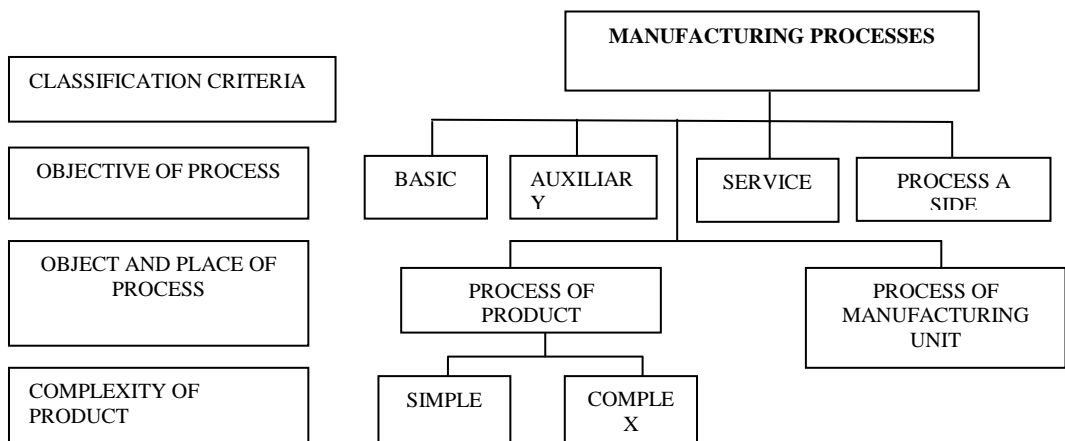 MANUFACTURING PROCESSES
CLASSIFICATION CRITERIA
OBJECTIVE OF PROCESS
BASIC
AUXILIAR
Y
SERVICE
PROCESS A
SIDE
OBJECT AND PLACE OF
PROCESS
PROCESS OF
PRODUCT
PROCESS OF
MANUFACTURING
UNIT
COMPLEXITY OF
PRODUCT
SIMPLE
COMPLE
X